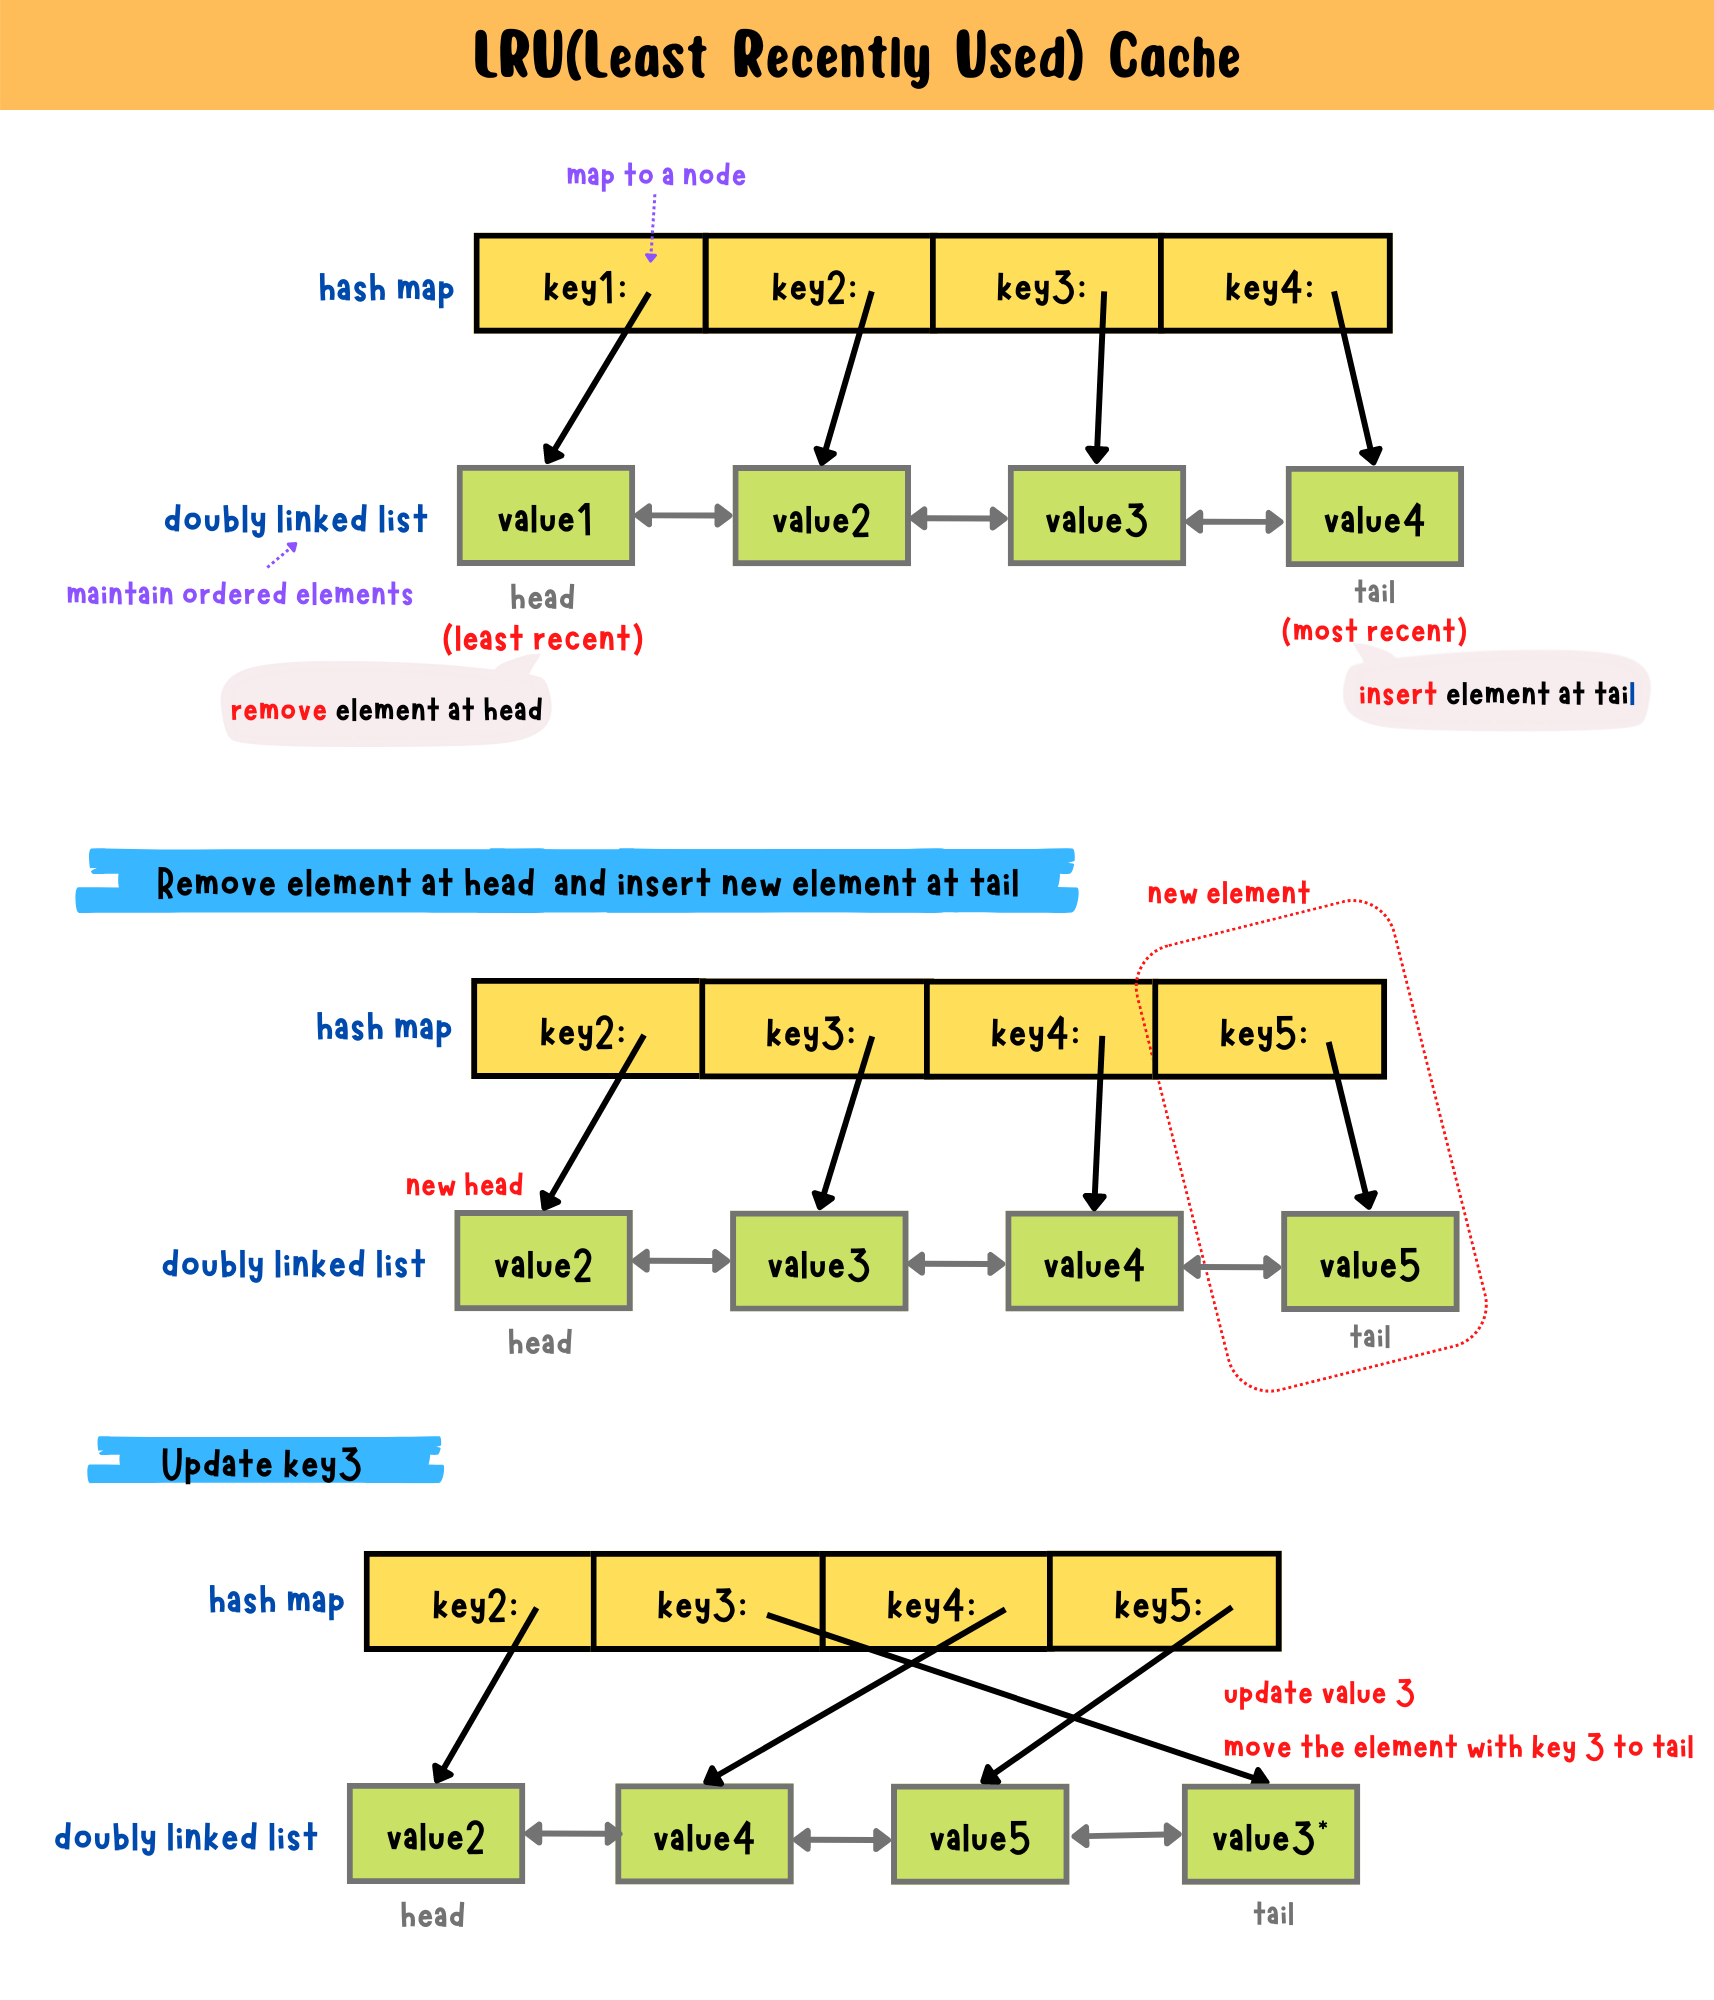 LRU(Least Recently Used) Cache
map to a node
hash map
key1: key2: key3: key4:
doubly linked list
value1 value2 value3 value4
maintain ordered elements
head
tail
(least recent)
(most recent)
remove element at head
insert element at tail
Remove element at head and insert new element at tail
new element
hash map
key2: key3: key4: key5:
new head
doubly linked list
value2 value3 value4 value5
head
tail
Update key3
hash map
key2: key3: key4: key5:
update value 3
move the element with key 3 to tail
doubly linked list
value2 value4 value5 value3*
head
tail